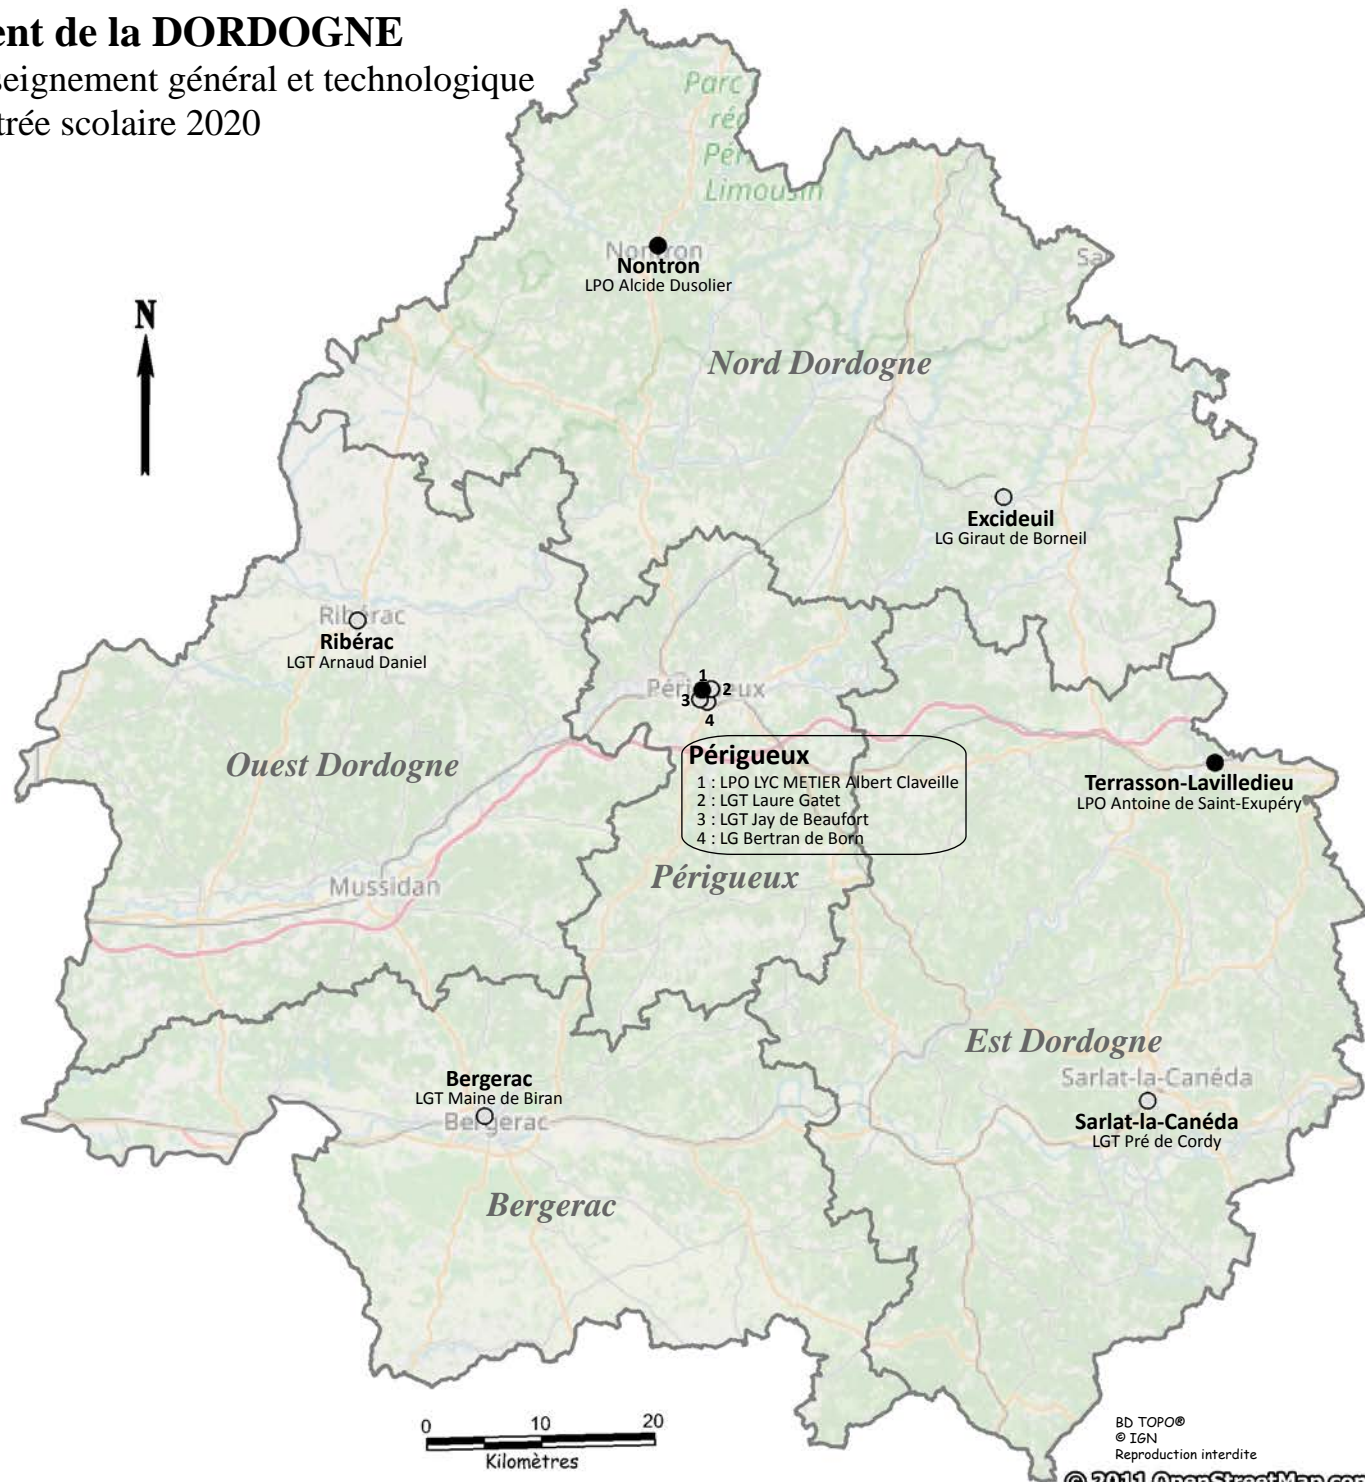 ent de la DORDOGNE
seignement général et technologique
trée scolaire 2020
Parc
Limousin
N
Nontron
Nontron
LPO Alcide Dusolier
Sa
Nord Dordogne
Excideuil
LG Giraut de Borneil
Ribérac
Ribérac
LGT Arnaud Daniel
1
Périgueux
2
3
4
Ouest Dordogne
Périgueux
1 : LPO LYC METIER Albert Claveille
2 : LGT Laure Gatet
3 : LGT Jay de Beaufort
4 : LG Bertran de Born
Terrasson-Lavilledieu
LPO Antoine de Saint-Exupéry
Périgueux
Mussidan
Est Dordogne
Sarlat-la-Canéda
Sarlat-la-Canéda
LGT Pré de Cordy
Bergerac
LGT Maine de Biran
Bergerac
Bergerac
0 10 20
Kilomètres
BD TOPO®
© IGN
Reproduction interdite
© 2011 OpenStreetMap con